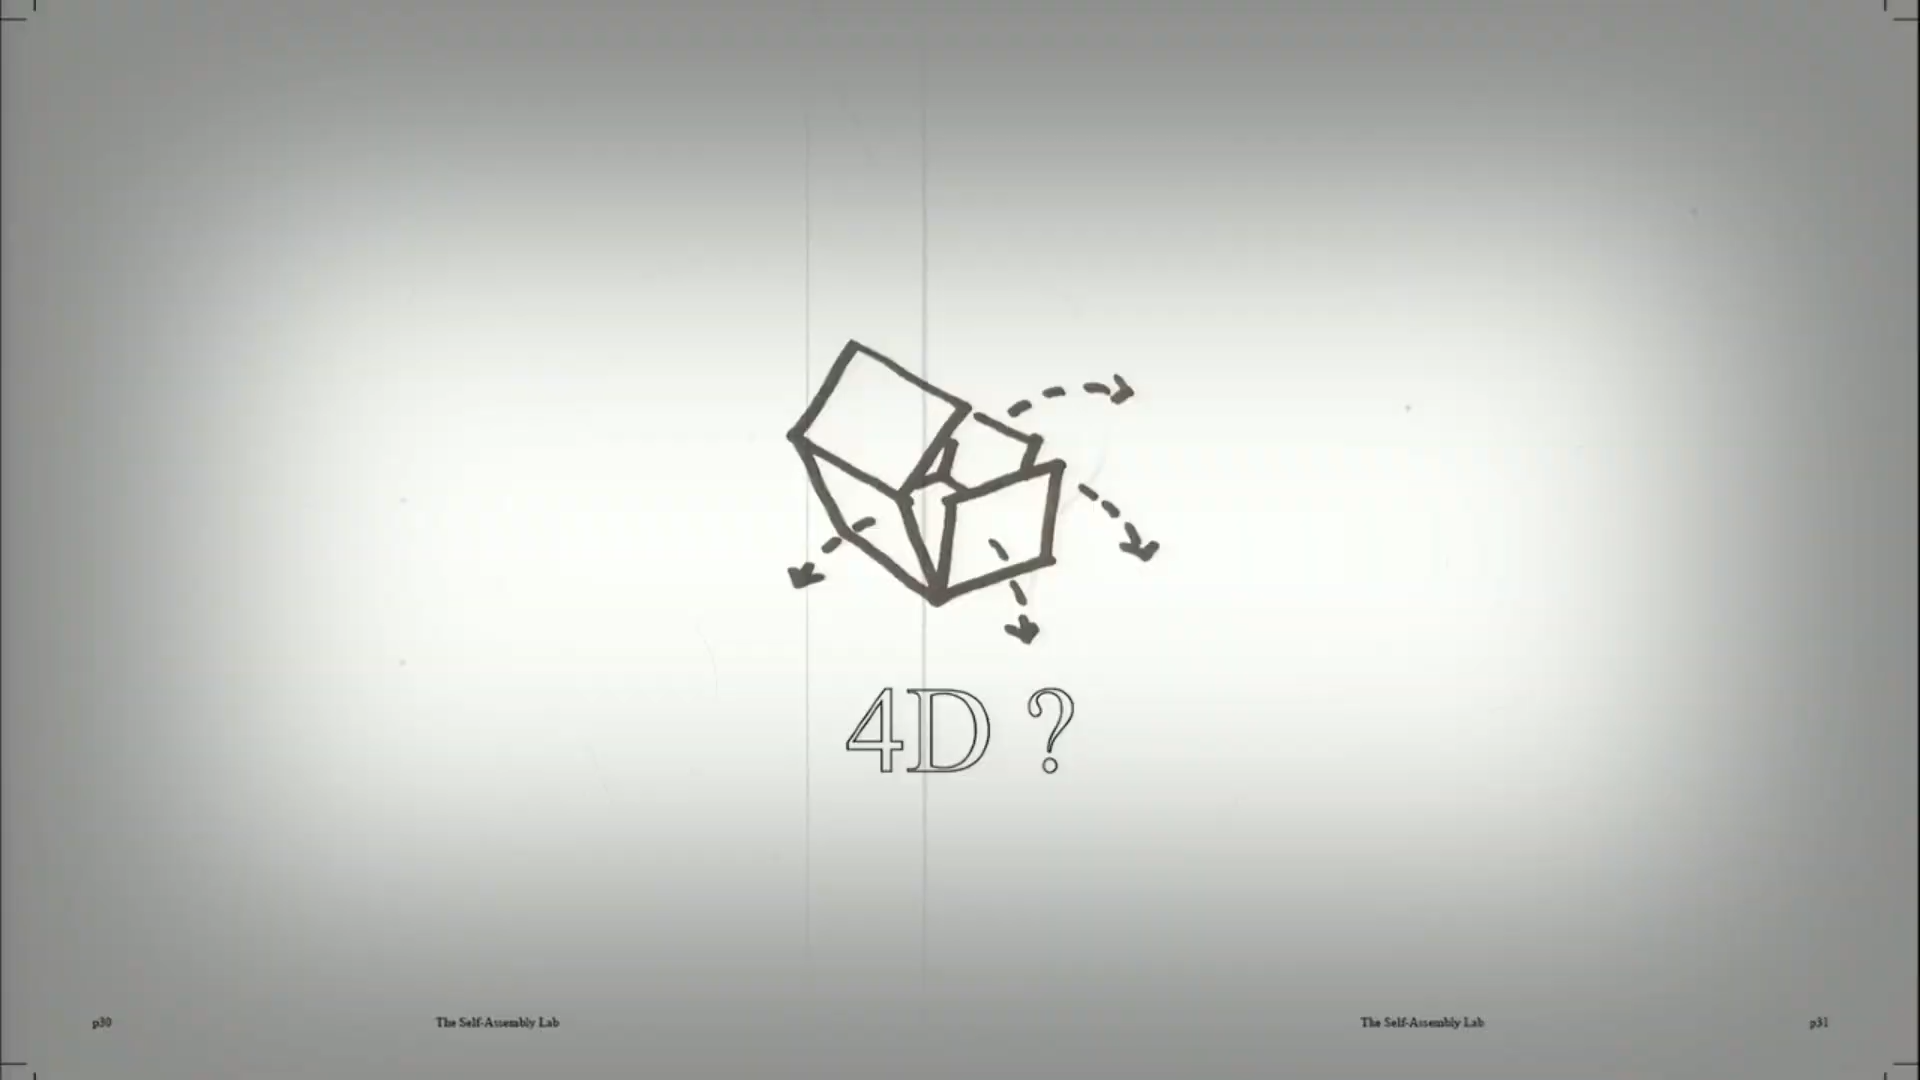 4D ?
p30
The Self-Assembly Lab
The Self-Assembly Lab
p31